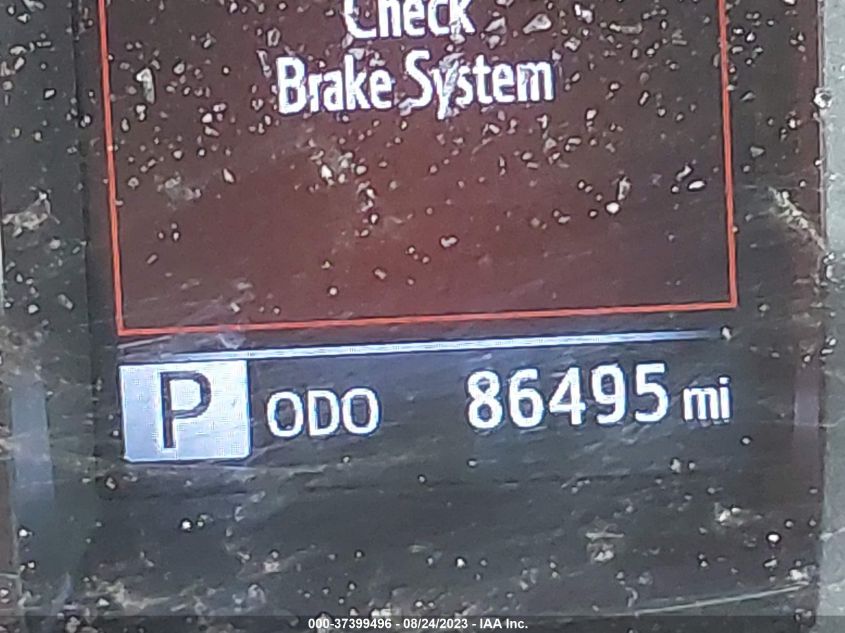 Check
Brake System
P ODO 86495 mi
000-37399496 - 08/24/2023 - IAA Inc.